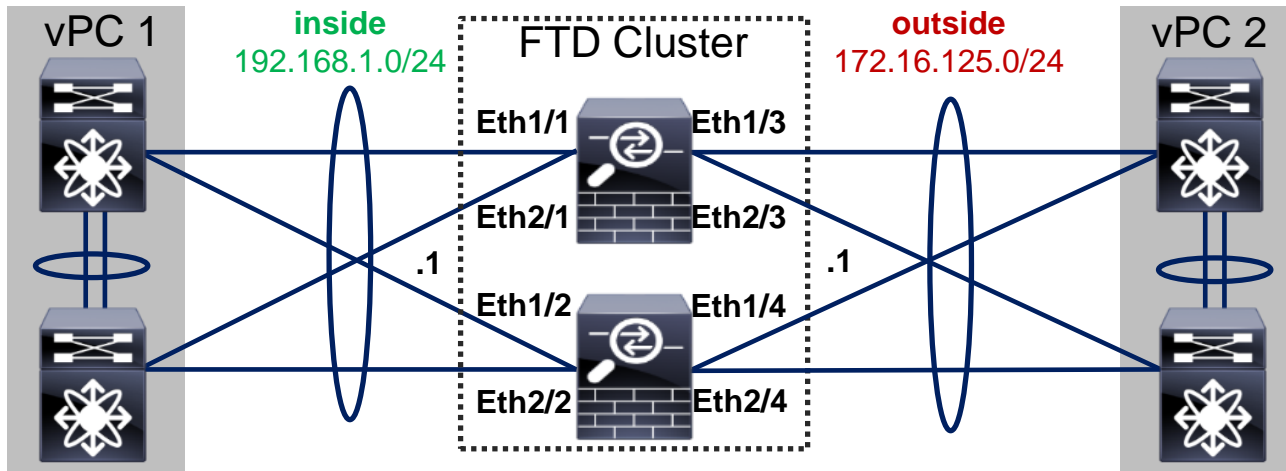 vPC 1
inside
192.168.1.0/24
FTD Cluster
outside
172.16.125.0/24
vPC 2
Eth1/1
Eth1/3
Eth2/1
Eth2/3
.1
.1
Eth1/2
Eth1/4
Eth2/2
Eth2/4